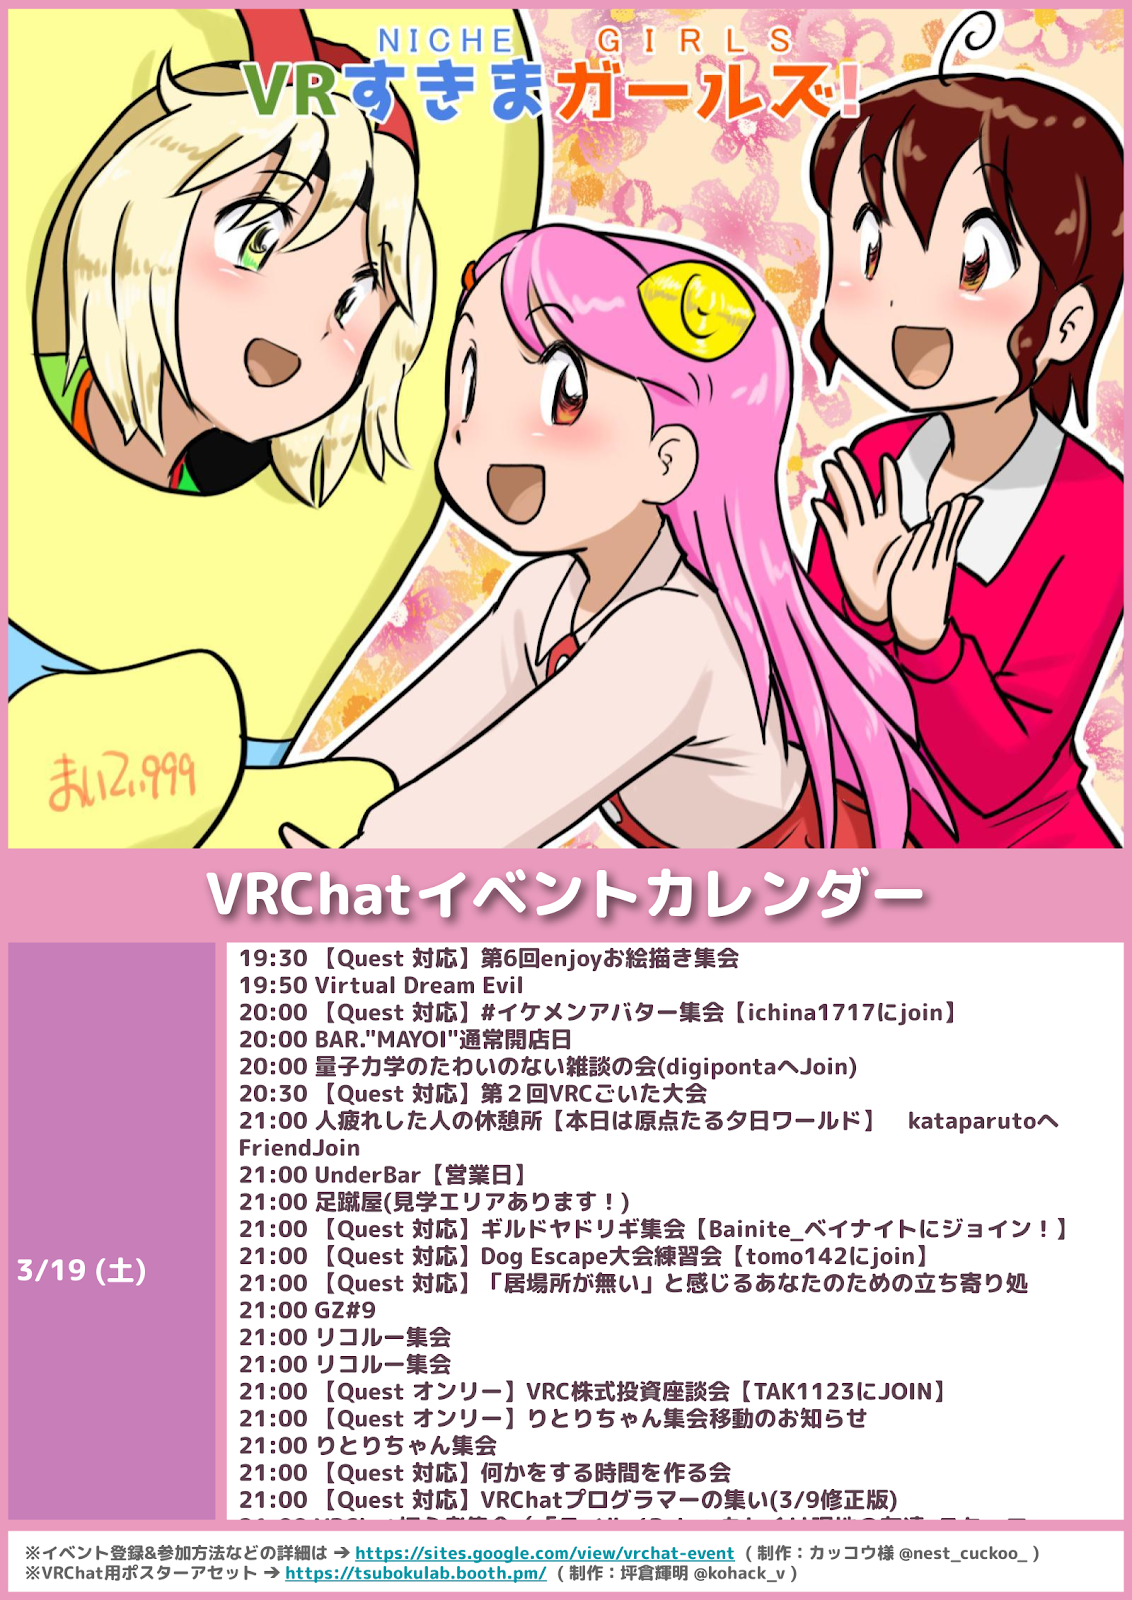 NICHE GIRLS
VRすきまガールズ!
まいてぃ999
VRChatイベントカレンダー
3/19 (土)
19:30 【Quest 対応】第6回enjoyお絵描き集会
19:50 Virtual Dream Evil
20:00 【Quest 対応】#イケメンアバター集会【ichina1717にjoin】
20:00 BAR."MAYOI"通常開店日
20:00 量子力学のたわいのない雑談の会(digipontaへJoin)
20:30 【Quest 対応】第２回VRCごいた大会
21:00 人疲れした人の休憩所【本日は原点たる夕日ワールド】　kataparutoへ
FriendJoin
21:00 UnderBar【営業日】
21:00 足蹴屋(見学エリアあります！)
21:00 【Quest 対応】ギルドヤドリギ集会【Bainite_ベイナイトにジョイン！】
21:00 【Quest 対応】Dog Escape大会練習会【tomo142にjoin】
21:00 【Quest 対応】「居場所が無い」と感じるあなたのための立ち寄り処
21:00 GZ#9
21:00 リコルー集会
21:00 リコルー集会
21:00 【Quest オンリー】VRC株式投資座談会【TAK1123にJOIN】
21:00 【Quest オンリー】りとりちゃん集会移動のお知らせ
21:00 りとりちゃん集会
21:00 【Quest 対応】何かをする時間を作る会
21:00 【Quest 対応】VRChatプログラマーの集い(3/9修正版)
※イベント登録&参加方法などの詳細は → https://sites.google.com/view/vrchat-event ( 制作：カッコウ様 @nest_cuckoo_ )
※VRChat用ポスターアセット → https://tsubokulab.booth.pm/ ( 制作：坪倉輝明 @kohack_v )